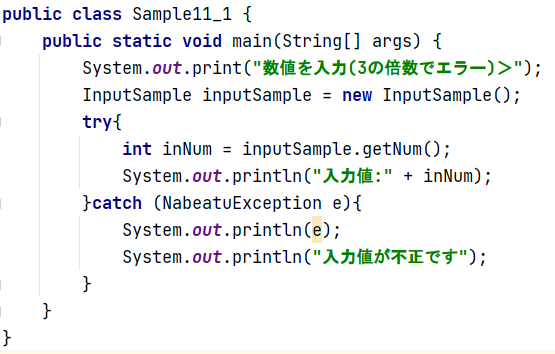 public class Sample11_1 {
public static void main(String[] args) {
System.out.print("数値を入力(3の倍数でエラー)＞");
InputSample inputSample = new InputSample();
try{
int inNum = inputSample.getNum();
System.out.println("入力値:" + inNum);
}catch (NabeatuException e){
System.out.println(e);
System.out.println("入力値が不正です");
}
}
}